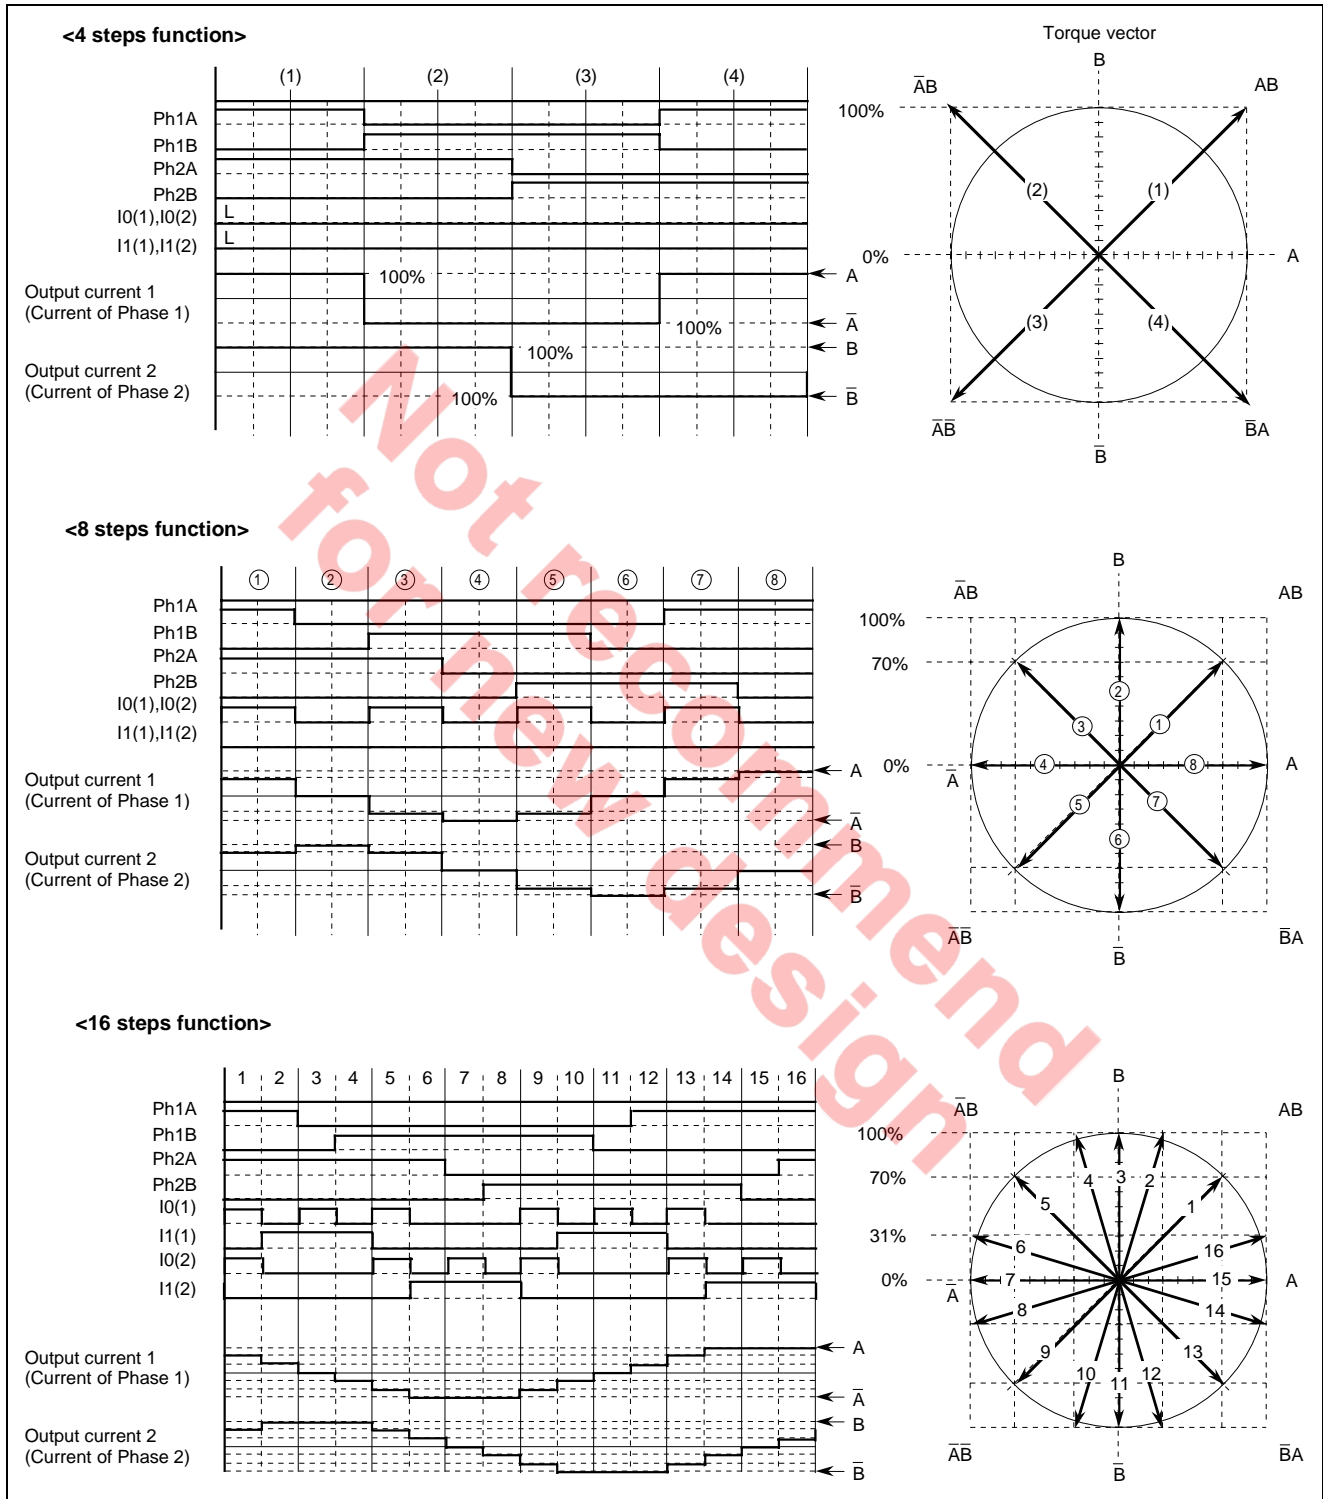 <4 steps function>
Torque vector
(1) (2) (3) (4)
Ph1A
Ph1B
Ph2A
Ph2B
I0(1),I0(2) L
I1(1),I1(2) L
Output current 1
(Current of Phase 1)
100%
100%
A
A̅
Output current 2
(Current of Phase 2)
100%
100%
B
B̅
B
A̅B AB
100%
(2) (1)
0% A
(3) (4)
A̅B̅ B̅A
B̅
Not recommend
for new design
<8 steps function>
① ② ③ ④ ⑤ ⑥ ⑦ ⑧
Ph1A
Ph1B
Ph2A
Ph2B
I0(1),I0(2)
I1(1),I1(2)
Output current 1
(Current of Phase 1)
A
A̅
Output current 2
(Current of Phase 2)
B
B̅
B
A̅B AB
100%
70%
②
③ ①
0% ④ ⑧ A
A̅
⑤ ⑦
⑥
A̅B̅ B̅A
B̅
<16 steps function>
1 2 3 4 5 6 7 8 9 10 11 12 13 14 15 16
Ph1A
Ph1B
Ph2A
Ph2B
I0(1)
I1(1)
I0(2)
I1(2)
Output current 1
(Current of Phase 1)
A
A̅
Output current 2
(Current of Phase 2)
B
B̅
B
A̅B AB
100%
70% 4 3 2
5 1
31%
6 16
0% 7 15 A
A̅
8 14
9 13
10 11 12
A̅B̅ B̅A
B̅